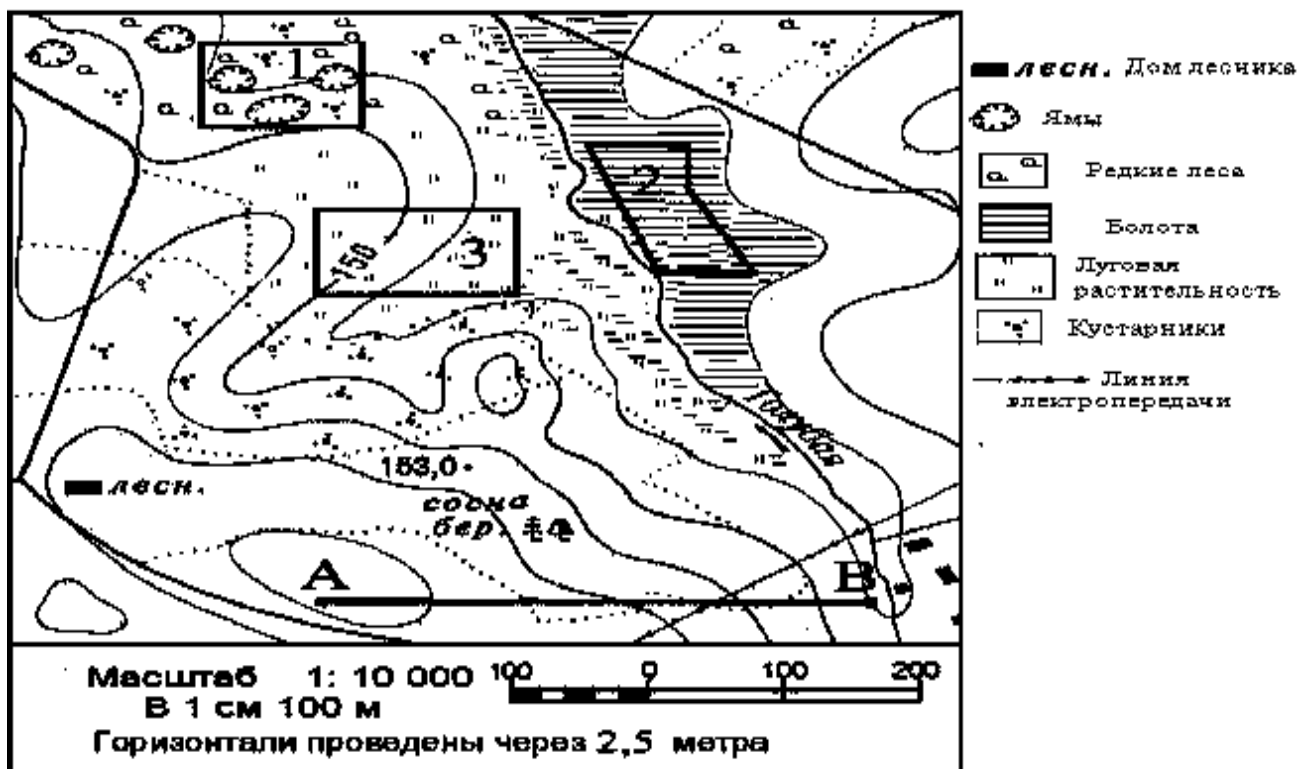 1
2
3
150
Голубая
лесн.
153,0
сосна
бер.
А
В
Масштаб 1: 10 000
В 1 см 100 м
100 0 100 200
Горизонтали проведены через 2,5 метра
лесн. Дом лесника
Ямы
Редкие леса
Болота
Луговая
растительность
Кустарники
Линия
электропередачи